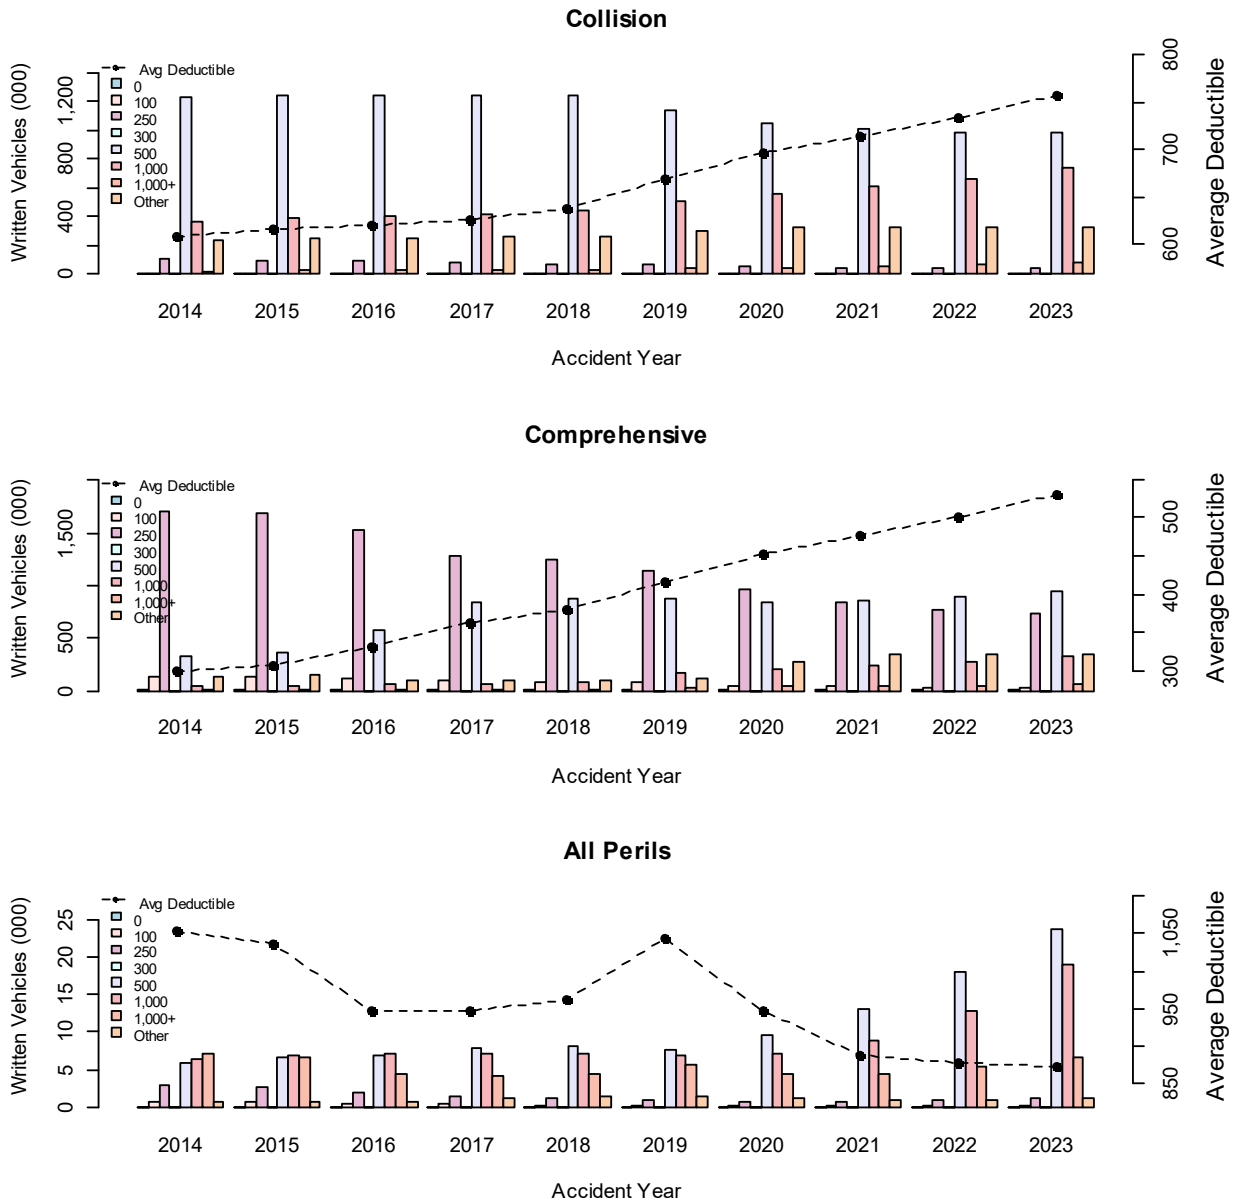 Collision
Written Vehicles (000)
Average Deductible
Avg Deductible
0
100
250
300
500
1,000
1,000+
Other
1,200
800
400
0
800
700
600
2014 2015 2016 2017 2018 2019 2020 2021 2022 2023
Accident Year
Comprehensive
Written Vehicles (000)
Average Deductible
Avg Deductible
0
100
250
300
500
1,000
1,000+
Other
1,500
500
0
500
400
300
2014 2015 2016 2017 2018 2019 2020 2021 2022 2023
Accident Year
All Perils
Written Vehicles (000)
Average Deductible
Avg Deductible
0
100
250
300
500
1,000
1,000+
Other
25
20
15
10
5
0
1,050
950
850
2014 2015 2016 2017 2018 2019 2020 2021 2022 2023
Accident Year